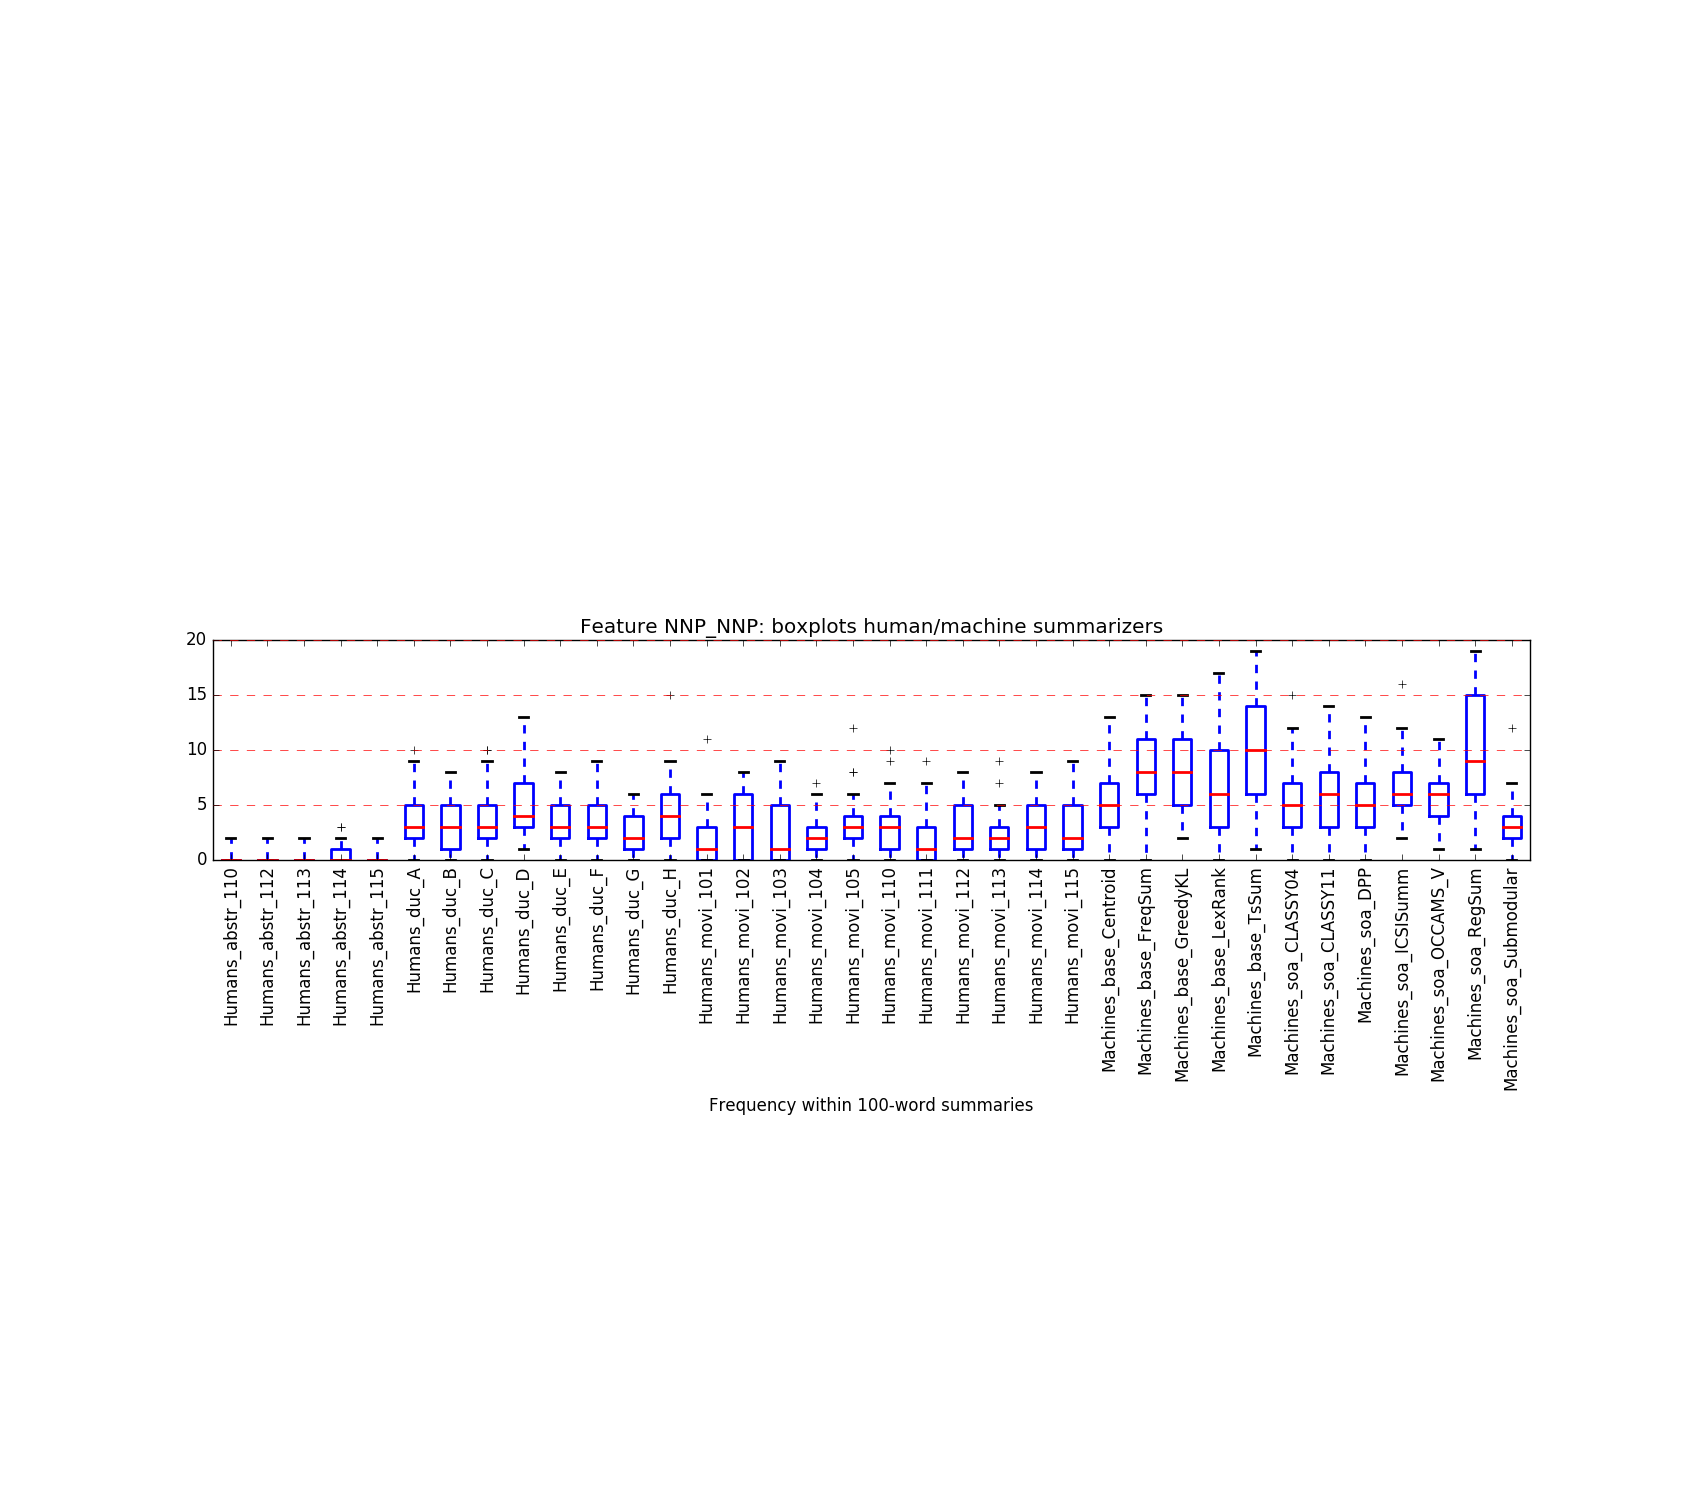 Feature NNP_NNP: boxplots human/machine summarizers
20
15
10
5
0
Humans_abstr_110
Humans_abstr_112
Humans_abstr_113
Humans_abstr_114
Humans_abstr_115
Humans_duc_A
Humans_duc_B
Humans_duc_C
Humans_duc_D
Humans_duc_E
Humans_duc_F
Humans_duc_G
Humans_duc_H
Humans_movi_101
Humans_movi_102
Humans_movi_103
Humans_movi_104
Humans_movi_105
Humans_movi_110
Humans_movi_111
Humans_movi_112
Humans_movi_113
Humans_movi_114
Humans_movi_115
Machines_base_Centroid
Machines_base_FreqSum
Machines_base_GreedyKL
Machines_base_LexRank
Machines_base_TsSum
Machines_soa_CLASSY04
Machines_soa_CLASSY11
Machines_soa_DPP
Machines_soa_ICSISumm
Machines_soa_OCCAMS_V
Machines_soa_RegSum
Machines_soa_Submodular
Frequency within 100-word summaries